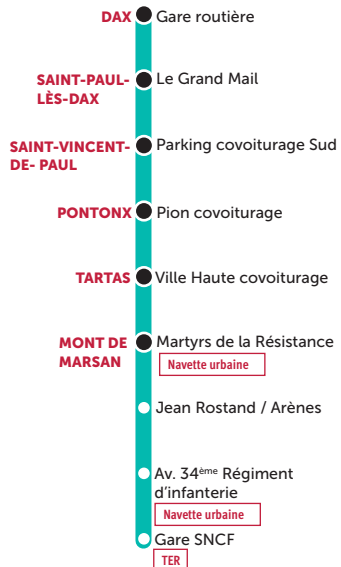 DAX Gare routière
SAINT-PAUL- Le Grand Mail
LÈS-DAX
SAINT-VINCENT- Parking covoiturage Sud
DE- PAUL
PONTONX Pion covoiturage
TARTAS Ville Haute covoiturage
MONT DE Martyrs de la Résistance
MARSAN Navette urbaine
Jean Rostand / Arènes
Av. 34ème Régiment
d'infanterie
Navette urbaine
Gare SNCF
TER